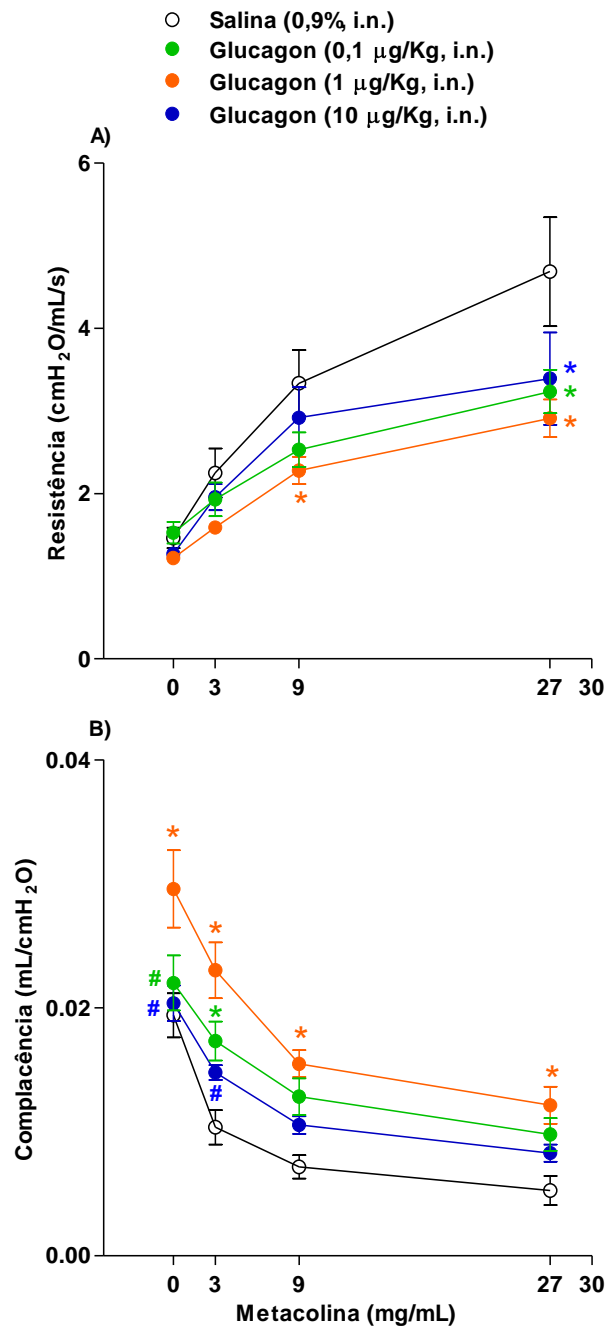 Salina (0,9%, i.n.)
Glucagon (0,1 µg/Kg, i.n.)
Glucagon (1 µg/Kg, i.n.)
Glucagon (10 µg/Kg, i.n.)
A)
6
4
2
0
Resistência (cmH₂O/mL/s)
*
*
*
*
0 3 9 27 30
B)
0.04
0.02
0.00
Complacência (mL/cmH₂O)
*
*
#
#
*
#
*
*
0 3 9 27 30
Metacolina (mg/mL)